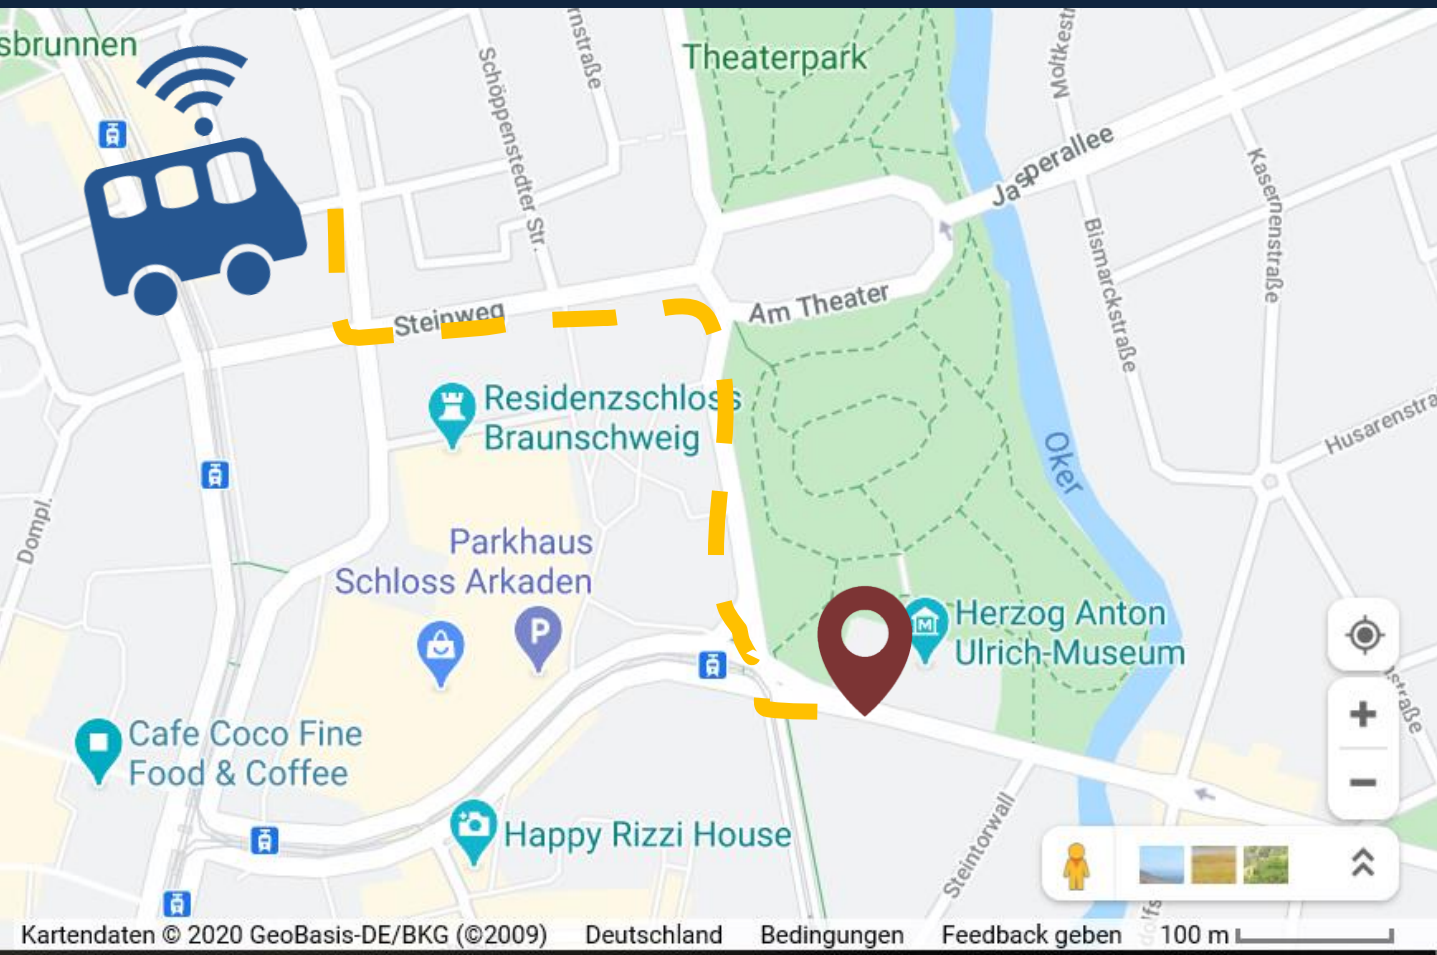 sbrunnen
Theaterpark
rnstraße
Moltkestr
Schöppenstedter Str.
Jasperallee
Kasernenstraße
Bismarckstraße
Am Theater
Steinweg
Residenzschloss
Braunschweig
Husarenstra
Oker
Dompl.
Parkhaus
Schloss Arkaden
P
Herzog Anton
Ulrich-Museum
M
straße
Cafe Coco Fine
Food & Coffee
Happy Rizzi House
Steintorwall
Kartendaten © 2020 GeoBasis-DE/BKG (©2009) Deutschland Bedingungen Feedback geben 100 m